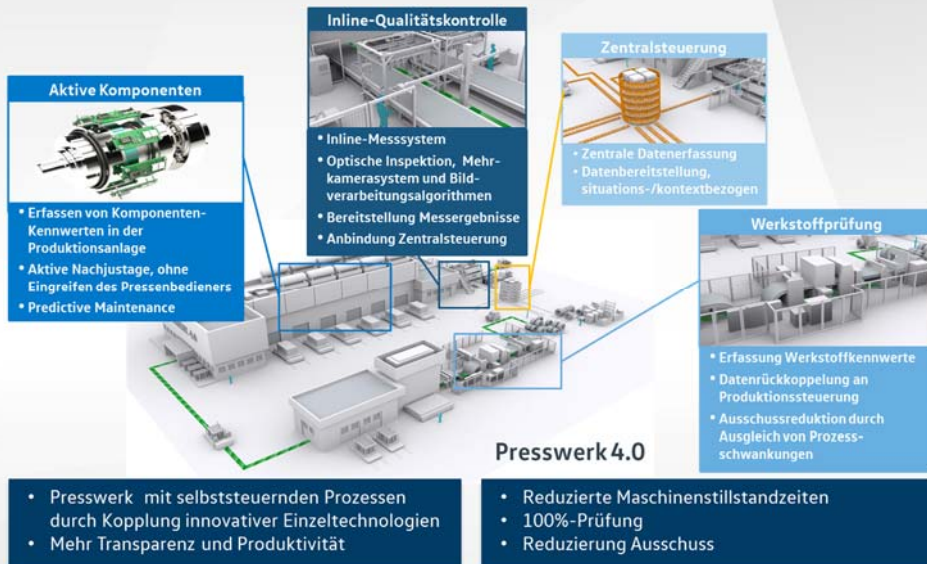 Inline-Qualitätskontrolle
• Inline-Messsystem
• Optische Inspektion, Mehr-
kamerasystem und Bild-
verarbeitungsalgorithmen
• Bereitstellung Messergebnisse
• Anbindung Zentralsteuerung
Zentralsteuerung
• Zentrale Datenerfassung
• Datenbereitstellung,
situations-/kontextbezogen
Aktive Komponenten
• Erfassen von Komponenten-
Kennwerten in der
Produktionsanlage
• Aktive Nachjustage, ohne
Eingreifen des Pressenbedieners
• Predictive Maintenance
Werkstoffprüfung
• Erfassung Werkstoffkennwerte
• Datenrückkoppelung an
Produktionssteuerung
• Ausschussreduktion durch
Ausgleich von Prozess-
schwankungen
Presswerk 4.0
• Presswerk mit selbststeuernden Prozessen
durch Kopplung innovativer Einzeltechnologien
• Mehr Transparenz und Produktivität
• Reduzierte Maschinenstillstandzeiten
• 100%-Prüfung
• Reduzierung Ausschuss